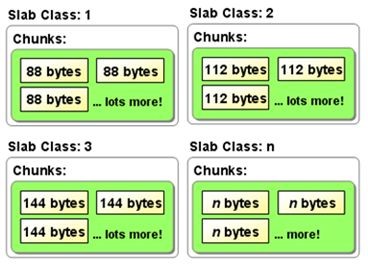 Slab Class: 1
Chunks:
88 bytes 88 bytes
88 bytes ... lots more!
Slab Class: 2
Chunks:
112 bytes 112 bytes
112 bytes ... lots more!
Slab Class: 3
Chunks:
144 bytes 144 bytes
144 bytes ... lots more!
Slab Class: n
Chunks:
n bytes n bytes
n bytes ... more!